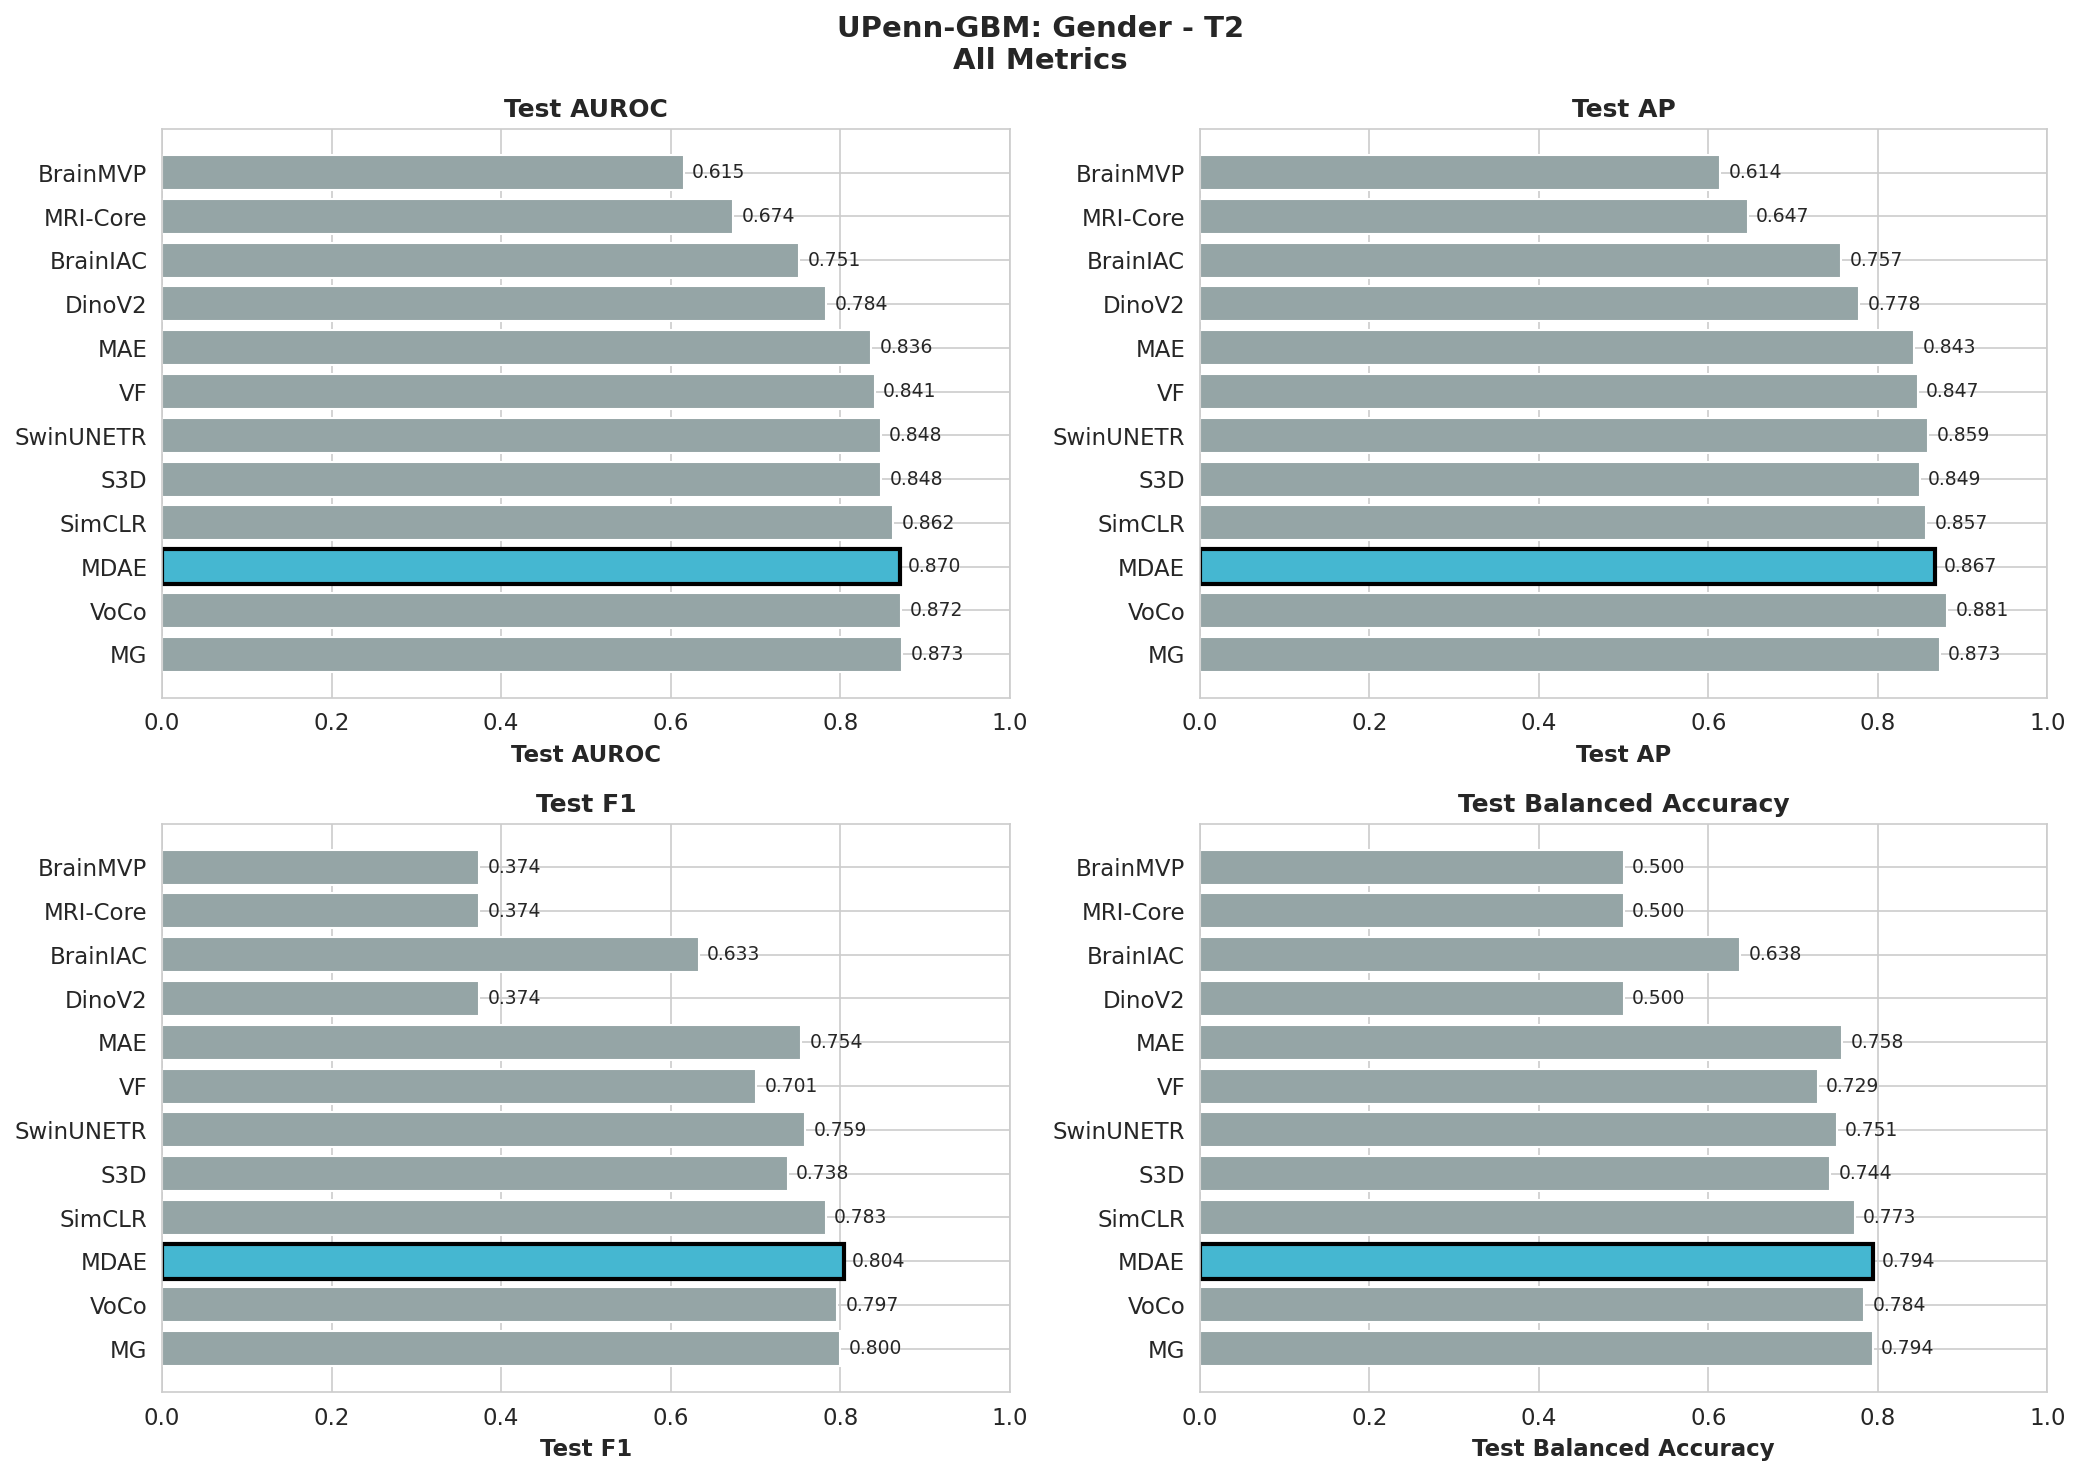 UPenn-GBM: Gender - T2
All Metrics
Test AUROC
BrainMVP 0.615
MRI-Core 0.674
BrainIAC 0.751
DinoV2 0.784
MAE 0.836
VF 0.841
SwinUNETR 0.848
S3D 0.848
SimCLR 0.862
MDAE 0.870
VoCo 0.872
MG 0.873
0.0 0.2 0.4 0.6 0.8 1.0
Test AUROC
Test AP
BrainMVP 0.614
MRI-Core 0.647
BrainIAC 0.757
DinoV2 0.778
MAE 0.843
VF 0.847
SwinUNETR 0.859
S3D 0.849
SimCLR 0.857
MDAE 0.867
VoCo 0.881
MG 0.873
0.0 0.2 0.4 0.6 0.8 1.0
Test AP
Test F1
BrainMVP 0.374
MRI-Core 0.374
BrainIAC 0.633
DinoV2 0.374
MAE 0.754
VF 0.701
SwinUNETR 0.759
S3D 0.738
SimCLR 0.783
MDAE 0.804
VoCo 0.797
MG 0.800
0.0 0.2 0.4 0.6 0.8 1.0
Test F1
Test Balanced Accuracy
BrainMVP 0.500
MRI-Core 0.500
BrainIAC 0.638
DinoV2 0.500
MAE 0.758
VF 0.729
SwinUNETR 0.751
S3D 0.744
SimCLR 0.773
MDAE 0.794
VoCo 0.784
MG 0.794
0.0 0.2 0.4 0.6 0.8 1.0
Test Balanced Accuracy